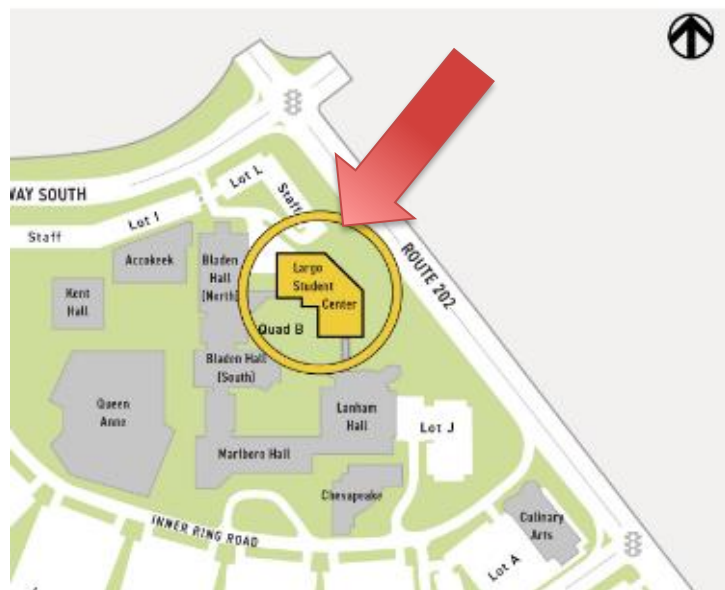 Lot L
Staff
WAY SOUTH
Lot I
Staff
ROUTE 202
Accokeek
Bladen
Hall
(North)
Largo
Student
Center
Kent
Hall
Quad B
Bladen Hall
(South)
Queen
Anne
Lanham
Hall
Lot J
Marlboro Hall
Chesapeake
Culinary
Arts
INNER RING ROAD
Lot A